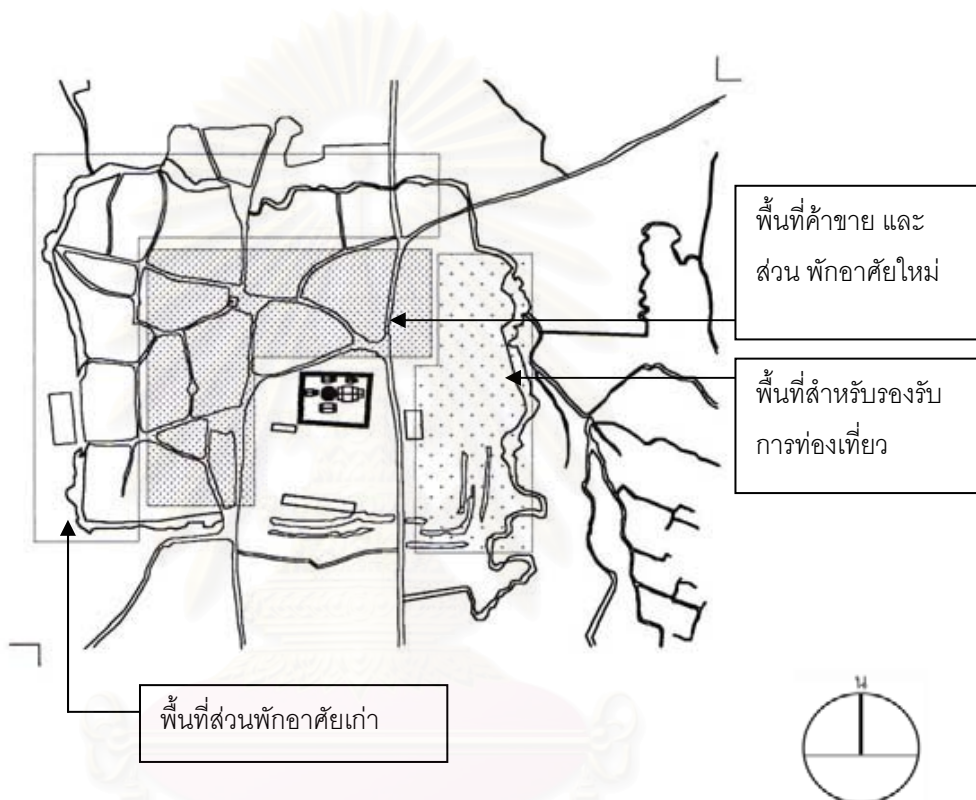 พื้นที่ค้าขาย และ
ส่วน พักอาศัยใหม่
พื้นที่สำหรับรองรับ
การท่องเที่ยว
พื้นที่ส่วนพักอาศัยเก่า
น